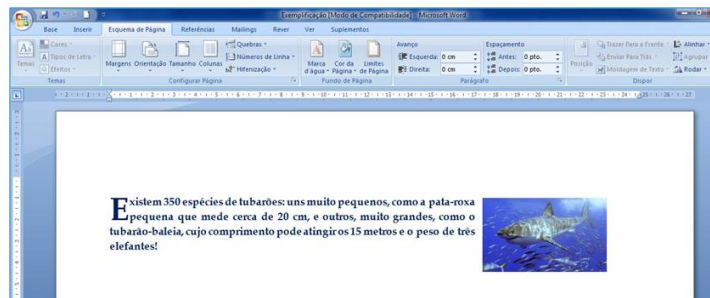 Exemplificação [Modo de Compatibilidade] - Microsoft Word
Base Inserir Esquema de Página Referências Mailings Rever Ver Suplementos
Cores Quebras Avanço Espaçamento Trazer Para a Frente Alinhar
Aa A Tipos de Letra Números de Linha Esquerda: 0 cm Antes: 0 pto. Enviar Para Trás Agrupar
Temas Efeitos Margens Orientação Tamanho Colunas Hifenização Marca d'água Cor da Página Limites de Página Direita: 0 cm Depois: 0 pto. Posição Moldagem de Texto Rodar
Temas Configurar Página Fundo de Página Parágrafo Dispor
Existem 350 espécies de tubarões: uns muito pequenos, como a pata-roxa
pequena que mede cerca de 20 cm, e outros, muito grandes, como o
tubarão-baleia, cujo comprimento pode atingir os 15 metros e o peso de três
elefantes!